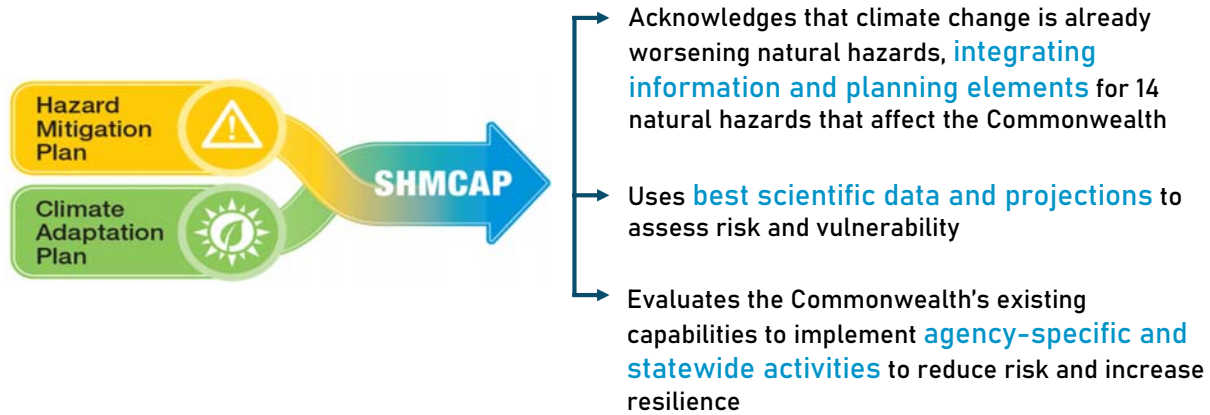 Hazard
Mitigation
Plan
Climate
Adaptation
Plan
SHMCAP
Acknowledges that climate change is already
worsening natural hazards, integrating
information and planning elements for 14
natural hazards that affect the Commonwealth
Uses best scientific data and projections to
assess risk and vulnerability
Evaluates the Commonwealth's existing
capabilities to implement agency-specific and
statewide activities to reduce risk and increase
resilience